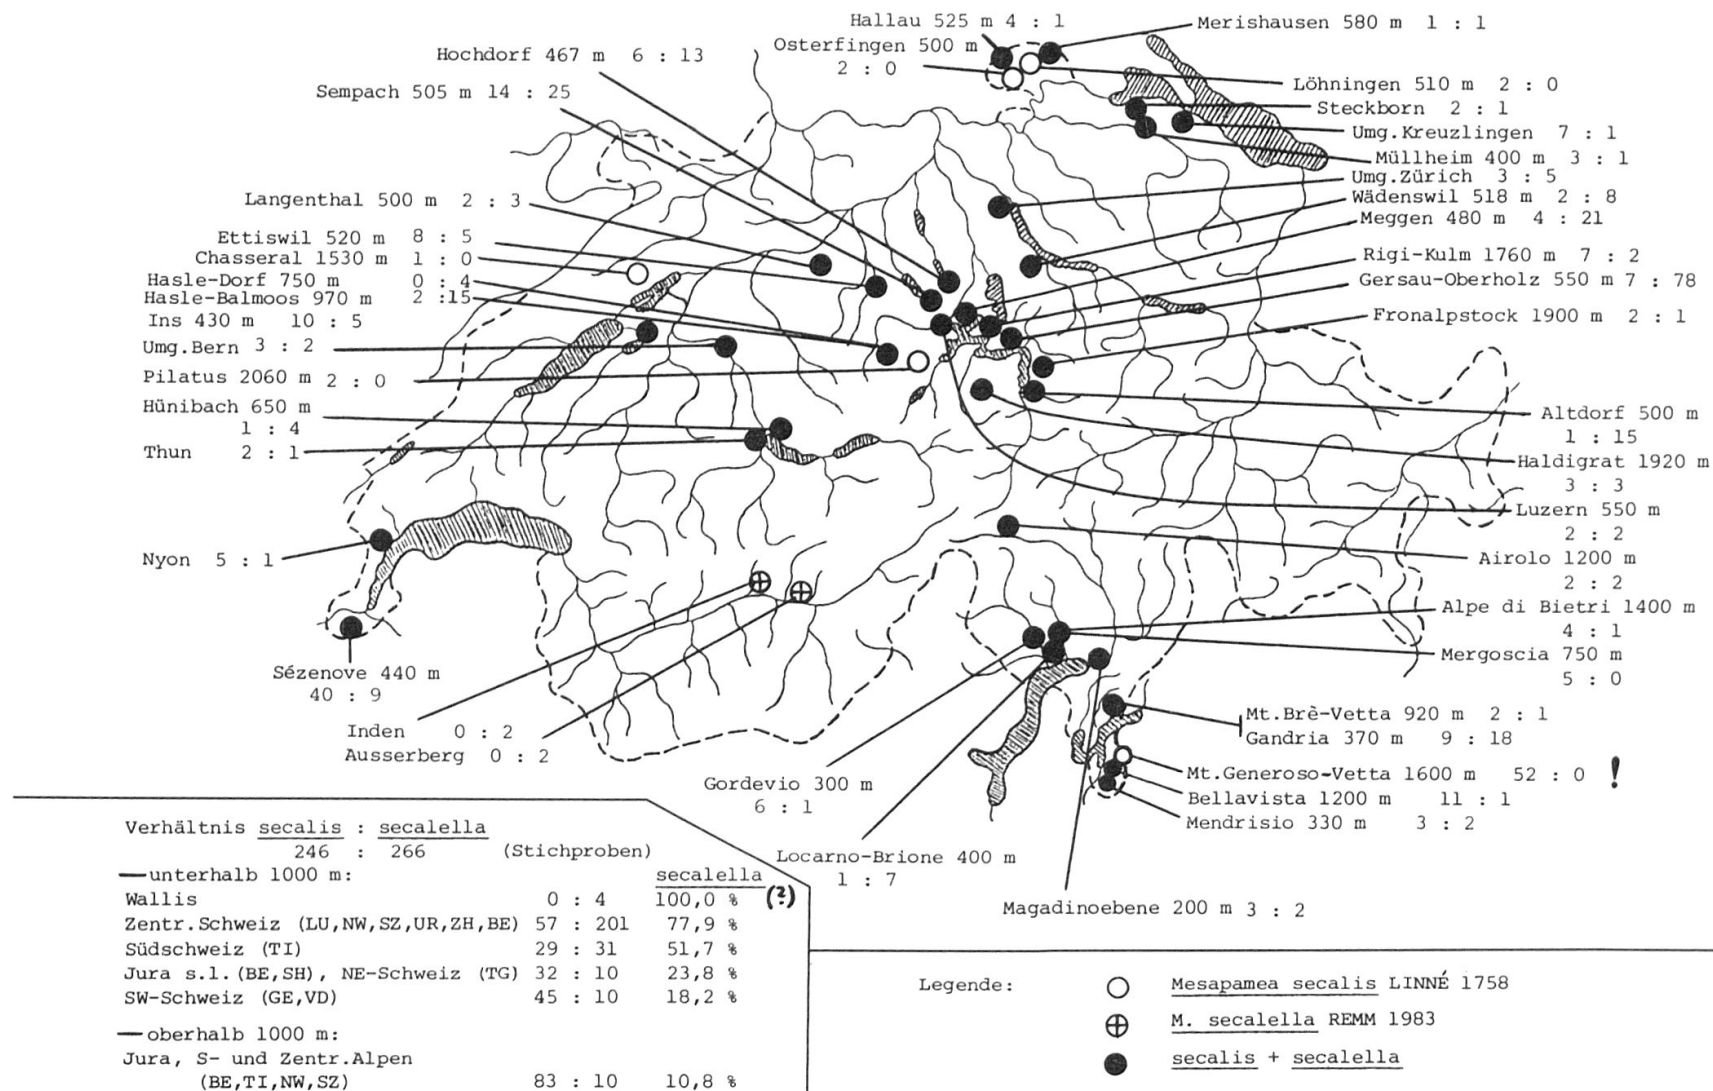 Hallau 525 m 4 : 1
Merishausen 580 m 1 : 1
Osterfingen 500 m
2 : 0
Hochdorf 467 m 6 : 13
Löhningen 510 m 2 : 0
Sempach 505 m 14 : 25
Steckborn 2 : 1
Umg.Kreuzlingen 7 : 1
Müllheim 400 m 3 : 1
Umg.Zürich 3 : 5
Wädenswil 518 m 2 : 8
Langenthal 500 m 2 : 3
Meggen 480 m 4 : 21
Ettiswil 520 m 8 : 5
Chasseral 1530 m 1 : 0
Rigi-Kulm 1760 m 7 : 2
Hasle-Dorf 750 m 0 : 4
Gersau-Oberholz 550 m 7 : 78
Hasle-Balmoos 970 m 2 :15
Ins 430 m 10 : 5
Fronalpstock 1900 m 2 : 1
Umg.Bern 3 : 2
Pilatus 2060 m 2 : 0
Hünibach 650 m
1 : 4
Altdorf 500 m
1 : 15
Thun 2 : 1
Haldigrat 1920 m
3 : 3
Luzern 550 m
2 : 2
Nyon 5 : 1
Airolo 1200 m
2 : 2
Alpe di Bietri 1400 m
4 : 1
Mergoscia 750 m
5 : 0
Sézenove 440 m
40 : 9
Inden 0 : 2
Ausserberg 0 : 2
Mt.Brè-Vetta 920 m 2 : 1
Gandria 370 m 9 : 18
Mt.Generoso-Vetta 1600 m 52 : 0 !
Bellavista 1200 m 11 : 1
Mendrisio 330 m 3 : 2
Gordevio 300 m
6 : 1
Locarno-Brione 400 m
1 : 7
Magadinoebene 200 m 3 : 2
Verhältnis secalis : secalella
246 : 266 (Stichproben)
—unterhalb 1000 m: secalella
Wallis 0 : 4 100,0 % (?)
Zentr.Schweiz (LU,NW,SZ,UR,ZH,BE) 57 : 201 77,9 %
Südschweiz (TI) 29 : 31 51,7 %
Jura s.l.(BE,SH), NE-Schweiz (TG) 32 : 10 23,8 %
SW-Schweiz (GE,VD) 45 : 10 18,2 %
—oberhalb 1000 m:
Jura, S- und Zentr.Alpen
(BE,TI,NW,SZ) 83 : 10 10,8 %
Legende:
Mesapamea secalis LINNÉ 1758
M. secalella REMM 1983
secalis + secalella